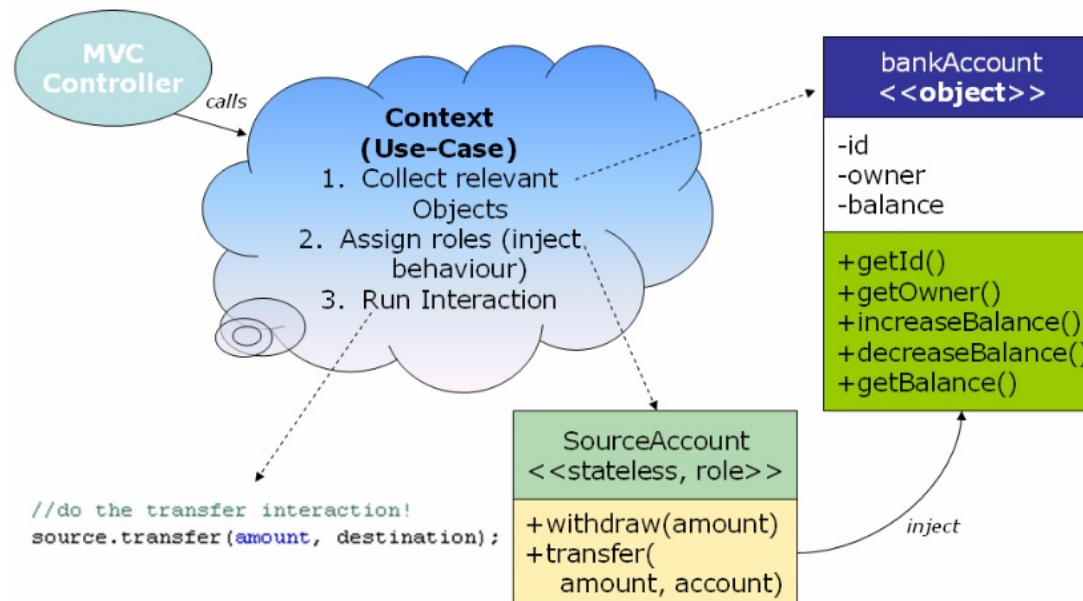 MVC
Controller
calls
Context
(Use-Case)
1. Collect relevant
Objects
2. Assign roles (inject
behaviour)
3. Run Interaction
bankAccount
<<object>>
-id
-owner
-balance
+getId()
+getOwner()
+increaseBalance()
+decreaseBalance()
+getBalance()
SourceAccount
<<stateless, role>>
+withdraw(amount)
+transfer(
amount, account)
inject
//do the transfer interaction!
source.transfer(amount, destination);